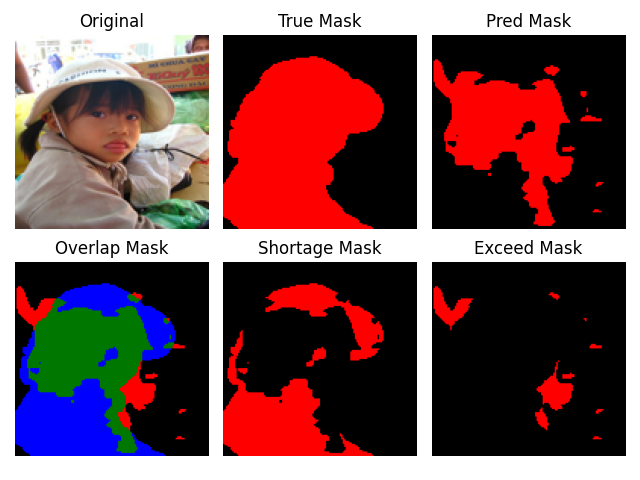 Original
True Mask
Pred Mask
Overlap Mask
Shortage Mask
Exceed Mask